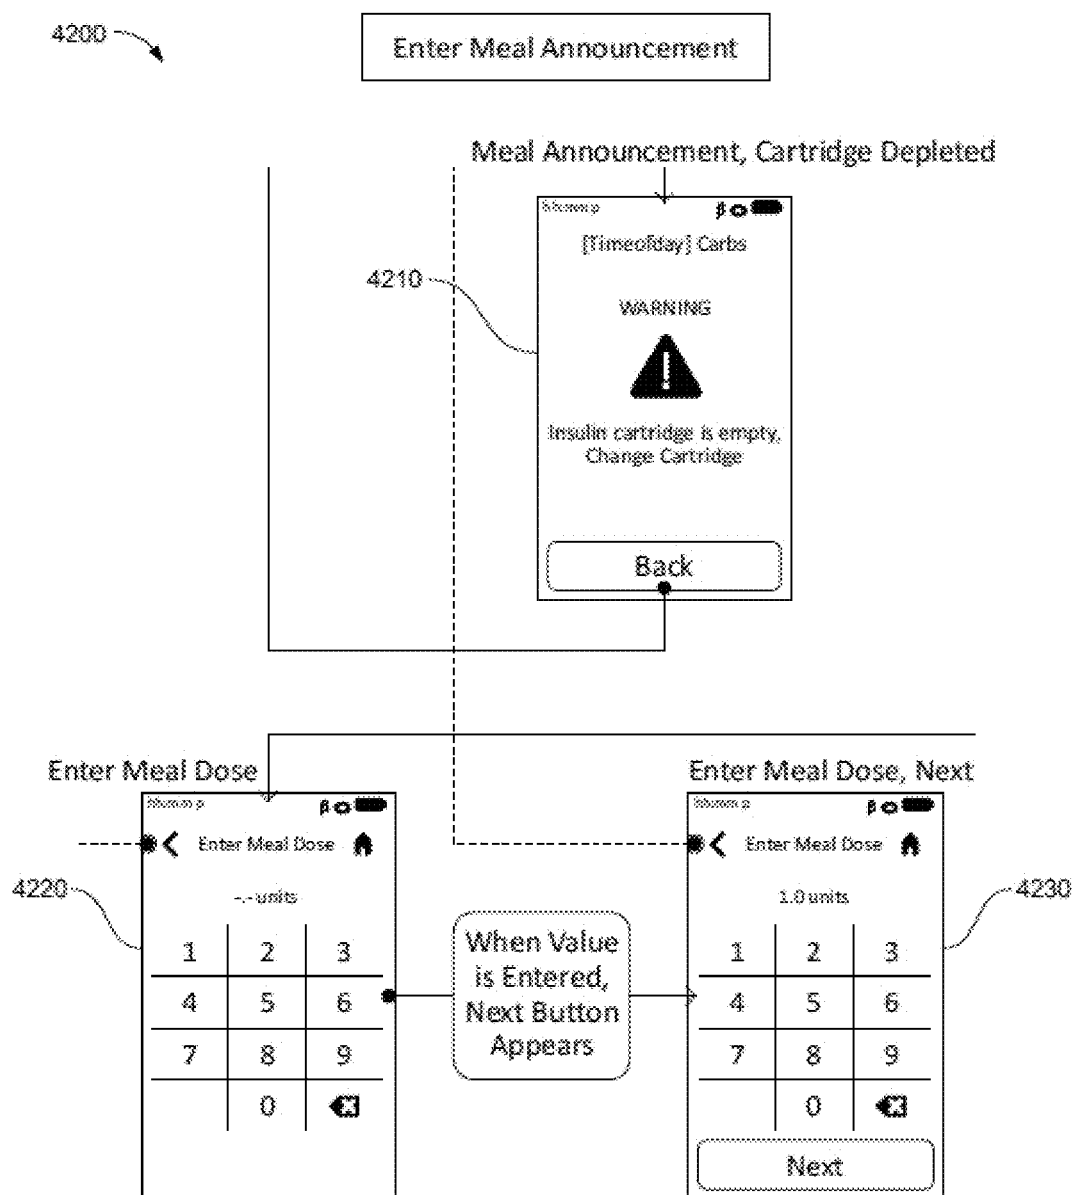 4200
Enter Meal Announcement
Meal Announcement, Cartridge Depleted
[Timeofday] Carbs
4210
WARNING
!
Insulin cartridge is empty,
Change Cartridge
Back
Enter Meal Dose
Enter Meal Dose, Next
Enter Meal Dose
Enter Meal Dose
4220
-.- units
1.0 units
4230
1 2 3
4 5 6
7 8 9
0
When Value
is Entered,
Next Button
Appears
1 2 3
4 5 6
7 8 9
0
Next